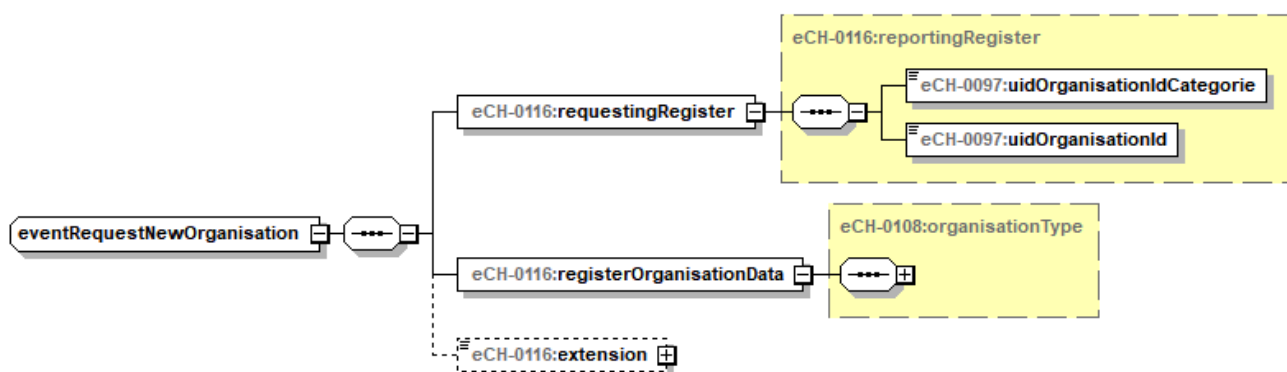 eCH-0116:reportingRegister
eCH-0097:uidOrganisationIdCategorie
eCH-0116:requestingRegister
eCH-0097:uidOrganisationId
eventRequestNewOrganisation
eCH-0108:organisationType
eCH-0116:registerOrganisationData
eCH-0116:extension